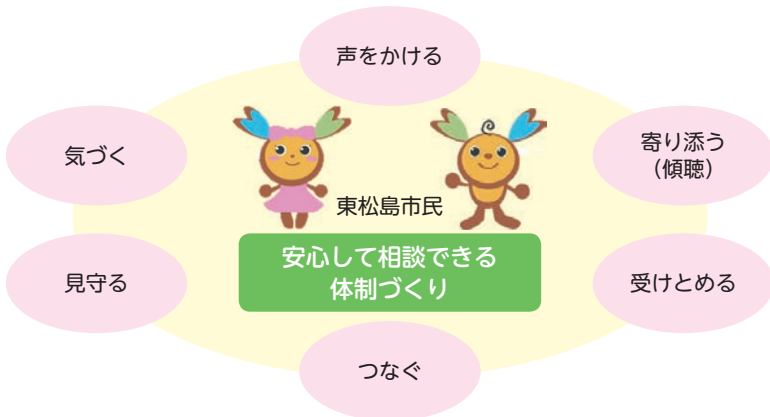 声をかける
気づく
寄り添う
（傾聴）
東松島市民
安心して相談できる
体制づくり
見守る
受けとめる
つなぐ